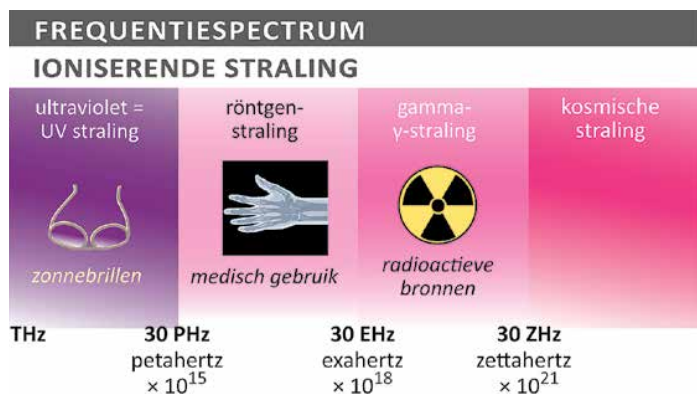 FREQUENTIESPECTRUM
IONISERENDE STRALING
ultraviolet =
UV straling
röntgen-
straling
gamma-
γ-straling
kosmische
straling
zonnebrillen
medisch gebruik
radioactieve
bronnen
THz
30 PHz
petahertz
× 10¹⁵
30 EHz
exahertz
× 10¹⁸
30 ZHz
zettahertz
× 10²¹